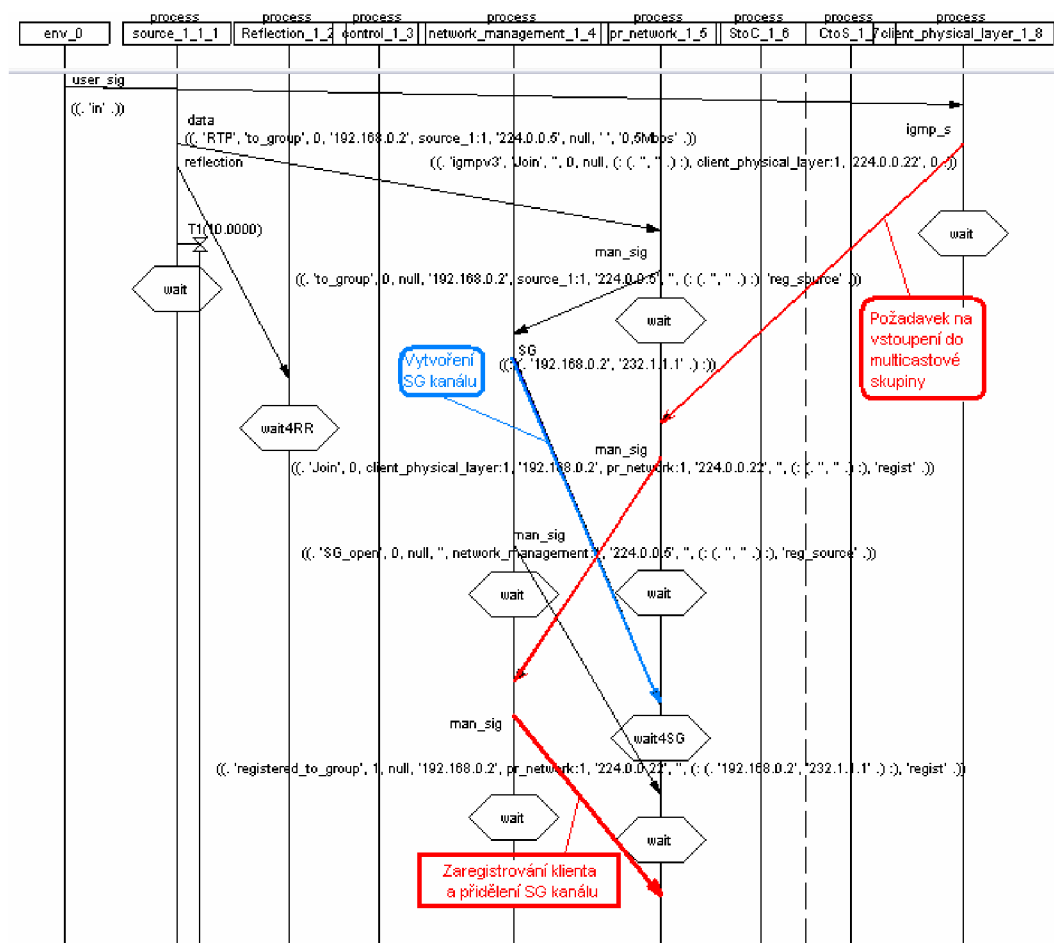 process process process process process process process process
env_0 source_1_1_1 Reflection_1_2 control_1_3 network_management_1_4 pr_network_1_5 StoC_1_6 CtoS_1_7 client_physical_layer_1_8
user_sig
((. 'in' .))
data
((. 'RTP', 'to_group', 0, '192.168.0.2', source_1:1, '224.0.0.5', null, ' ', '0,5Mbps' .))
igmp_s
reflection
((. 'igmpv3', 'Join', '', 0, null, (: (. '', '' .) :), client_physical_layer:1, '224.0.0.22', 0 .))
T1(10.0000)
wait
man_sig
((. 'to_group', 0, null, '192.168.0.2', source_1:1, '224.0.0.5', '', (: (. '', '' .) :), 'reg_source' .))
wait
wait
Požadavek na
vstoupení do
multicastové
skupiny
SG
Vytvoření
SG kanálu
((: (. '192.168.0.2', '232.1.1.1' .) :))
wait4RR
man_sig
((. 'Join', 0, client_physical_layer:1, '192.168.0.2', pr_network:1, '224.0.0.22', '', (: (. '', '' .) :), 'regist' .))
man_sig
((. 'SG_open', 0, null, '', network_management:1, '224.0.0.5', '', (: (. '', '' .) :), 'reg_source' .))
wait wait
man_sig
wait4SG
((. 'registered_to_group', 1, null, '192.168.0.2', pr_network:1, '224.0.0.22', '', (: (. '192.168.0.2', '232.1.1.1' .) :), 'regist' .))
wait
wait
Zaregistrování klienta
a přidělení SG kanálu